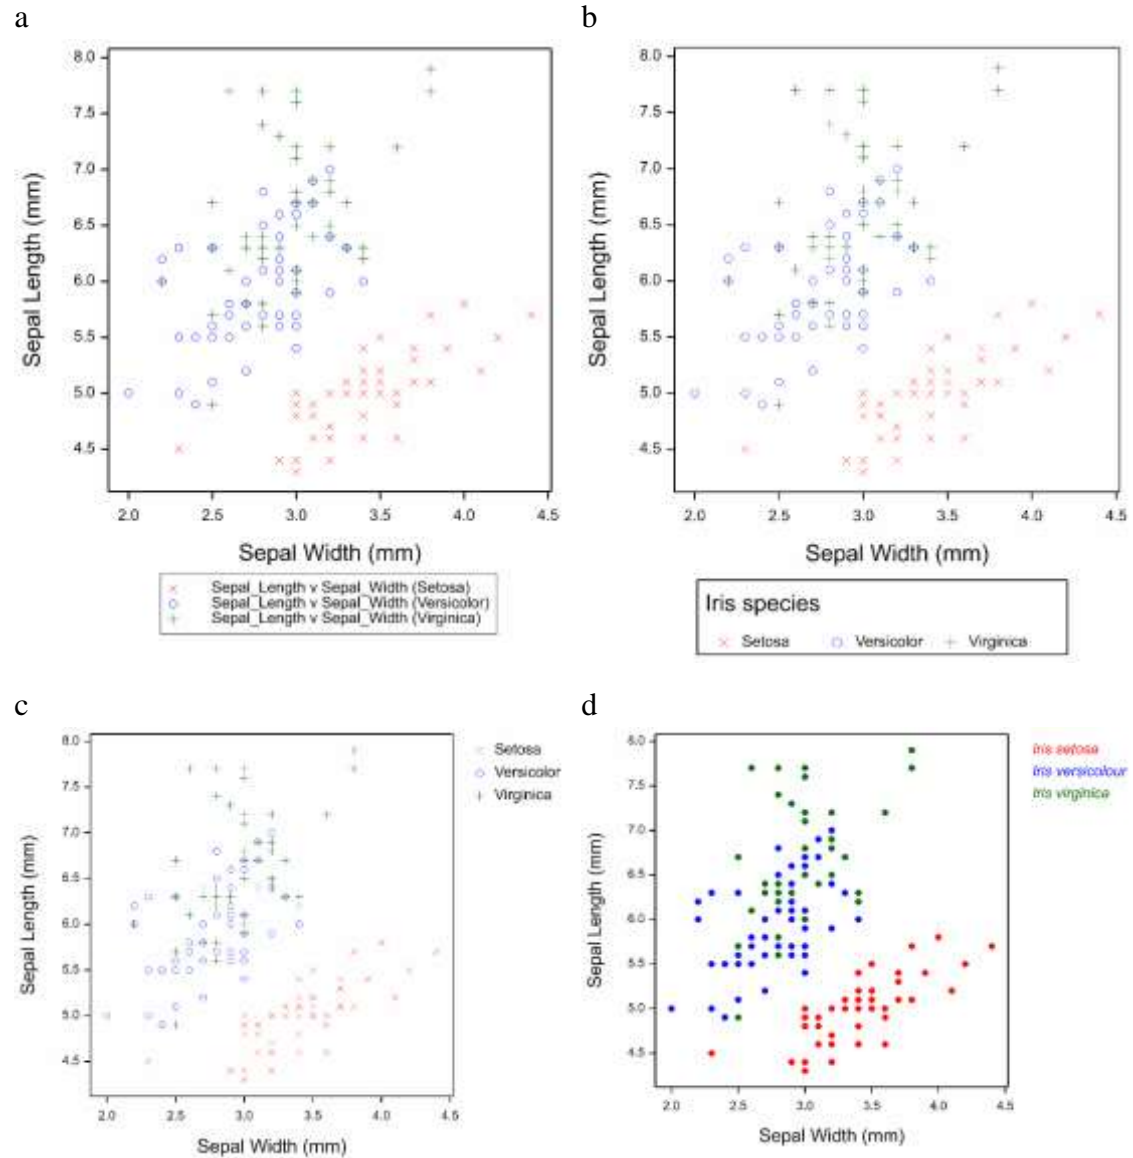 a
8.0
7.5
7.0
6.5
6.0
5.5
5.0
4.5
Sepal Length (mm)
2.0 2.5 3.0 3.5 4.0 4.5
Sepal Width (mm)
Sepal_Length v Sepal_Width (Setosa)
Sepal_Length v Sepal_Width (Versicolor)
Sepal_Length v Sepal_Width (Virginica)
b
8.0
7.5
7.0
6.5
6.0
5.5
5.0
4.5
Sepal Length (mm)
2.0 2.5 3.0 3.5 4.0 4.5
Sepal Width (mm)
Iris species
Setosa Versicolor Virginica
c
8.0
7.5
7.0
6.5
6.0
5.5
5.0
4.5
Sepal Length (mm)
2.0 2.5 3.0 3.5 4.0 4.5
Sepal Width (mm)
Setosa
Versicolor
Virginica
d
8.0
7.5
7.0
6.5
6.0
5.5
5.0
4.5
Sepal Length (mm)
2.0 2.5 3.0 3.5 4.0 4.5
Sepal Width (mm)
Iris setosa
Iris versicolour
Iris virginica